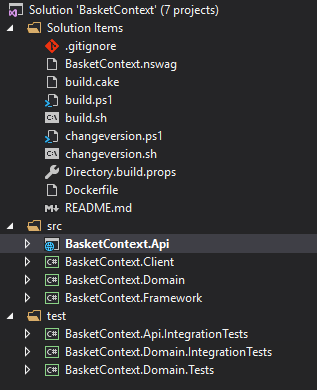 Solution 'BasketContext' (7 projects)
Solution Items
.gitignore
BasketContext.nswag
build.cake
build.ps1
build.sh
changeversion.ps1
changeversion.sh
Directory.build.props
Dockerfile
README.md
src
BasketContext.Api
C# BasketContext.Client
C# BasketContext.Domain
C# BasketContext.Framework
test
C# BasketContext.Api.IntegrationTests
C# BasketContext.Domain.IntegrationTests
C# BasketContext.Domain.Tests